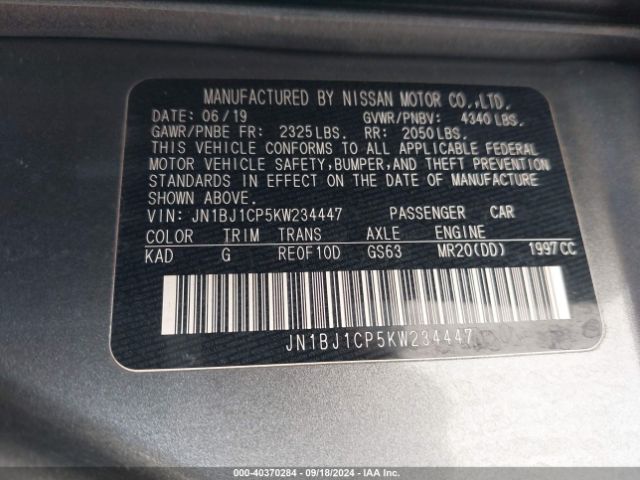 MANUFACTURED BY NISSAN MOTOR CO.,LTD.
DATE: 06/19 GVWR/PNBV: 4340 LBS.
GAWR/PNBE FR: 2325 LBS. RR: 2050 LBS.
THIS VEHICLE CONFORMS TO ALL APPLICABLE FEDERAL
MOTOR VEHICLE SAFETY, BUMPER, AND THEFT PREVENTION
STANDARDS IN EFFECT ON THE DATE OF MANUFACTURE
SHOWN ABOVE.
VIN: JN1BJ1CP5KW234447 PASSENGER CAR
COLOR TRIM TRANS AXLE ENGINE
KAD G RE0F10D GS63 MR20(DD) 1997CC
JN1BJ1CP5KW234447
000-40370284 - 09/18/2024 - IAA Inc.